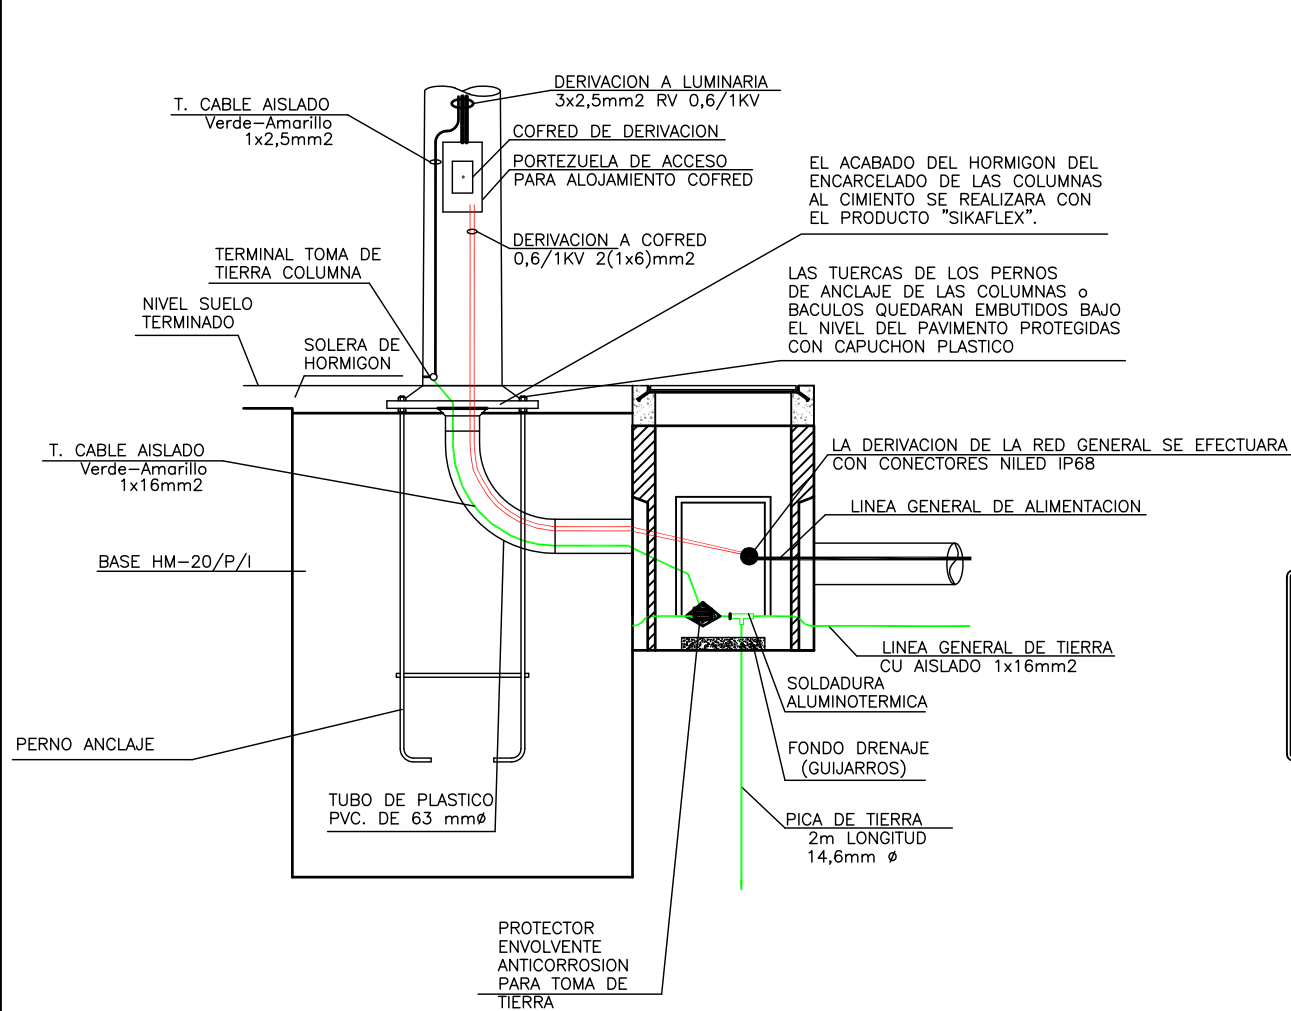 DERIVACION A LUMINARIA
3x2,5mm2 RV 0,6/1KV
T. CABLE AISLADO
Verde-Amarillo
1x2,5mm2
COFRED DE DERIVACION
PORTEZUELA DE ACCESO
PARA ALOJAMIENTO COFRED
EL ACABADO DEL HORMIGON DEL
ENCARCELADO DE LAS COLUMNAS
AL CIMIENTO SE REALIZARA CON
EL PRODUCTO "SIKAFLEX".
DERIVACION A COFRED
0,6/1KV 2(1x6)mm2
TERMINAL TOMA DE
TIERRA COLUMNA
LAS TUERCAS DE LOS PERNOS
DE ANCLAJE DE LAS COLUMNAS o
BACULOS QUEDARAN EMBUTIDOS BAJO
EL NIVEL DEL PAVIMENTO PROTEGIDAS
CON CAPUCHON PLASTICO
NIVEL SUELO
TERMINADO
SOLERA DE
HORMIGON
T. CABLE AISLADO
Verde-Amarillo
1x16mm2
LA DERIVACION DE LA RED GENERAL SE EFECTUARA
CON CONECTORES NILED IP68
LINEA GENERAL DE ALIMENTACION
BASE HM-20/P/I
LINEA GENERAL DE TIERRA
CU AISLADO 1x16mm2
SOLDADURA
ALUMINOTERMICA
PERNO ANCLAJE
FONDO DRENAJE
(GUIJARROS)
TUBO DE PLASTICO
PVC. DE 63 mmø
PICA DE TIERRA
2m LONGITUD
14,6mm ø
PROTECTOR
ENVOLVENTE
ANTICORROSION
PARA TOMA DE
TIERRA